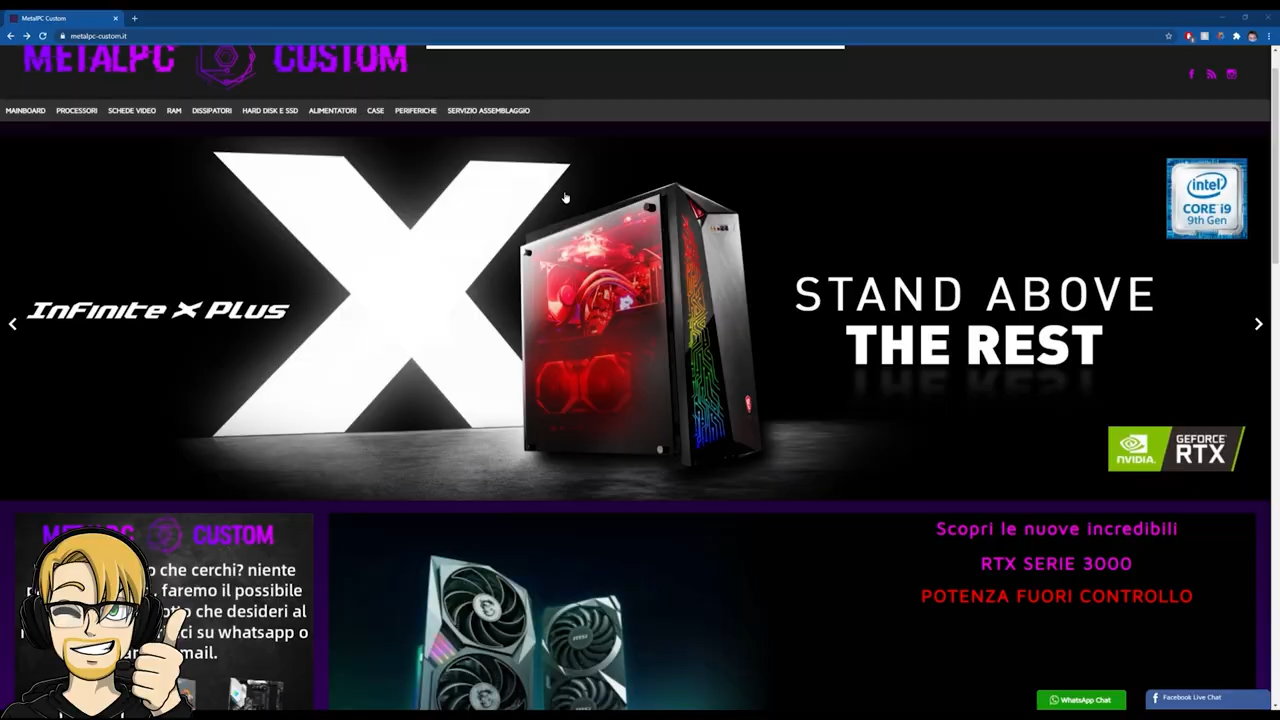 MetalPC Custom
metalpc-custom.it
METALPC CUSTOM
MAINBOARD PROCESSORI SCHEDE VIDEO RAM DISSIPATORI HARD DISK E SSD ALIMENTATORI CASE PERIFERICHE SERVIZIO ASSEMBLAGGIO
intel
CORE i9
9th Gen
Infinite X Plus
STAND ABOVE
THE REST
NVIDIA.
GEFORCE
RTX
CUSTOM
che cerchi? niente
faremo il possibile
che desideri al
ci su whatsapp o
mail.
Scopri le nuove incredibili
RTX SERIE 3000
POTENZA FUORI CONTROLLO
WhatsApp Chat
Facebook Live Chat